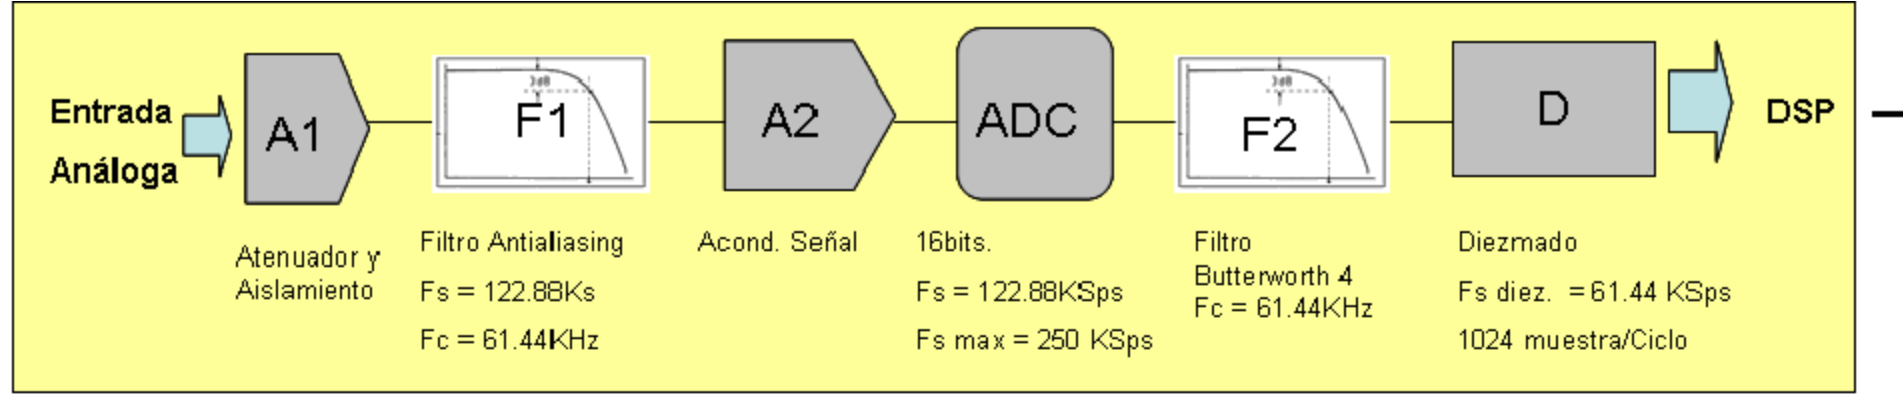 Entrada
Análoga
A1
3dB
F1
A2
ADC
3dB
F2
D
DSP
Atenuador y
Aislamiento
Filtro Antialiasing
Fs = 122.88Ks
Fc = 61.44KHz
Acond. Señal
16bits.
Fs = 122.88KSps
Fs max = 250 KSps
Filtro
Butterworth 4
Fc = 61.44KHz
Diezmado
Fs diez. = 61.44 KSps
1024 muestra/Ciclo